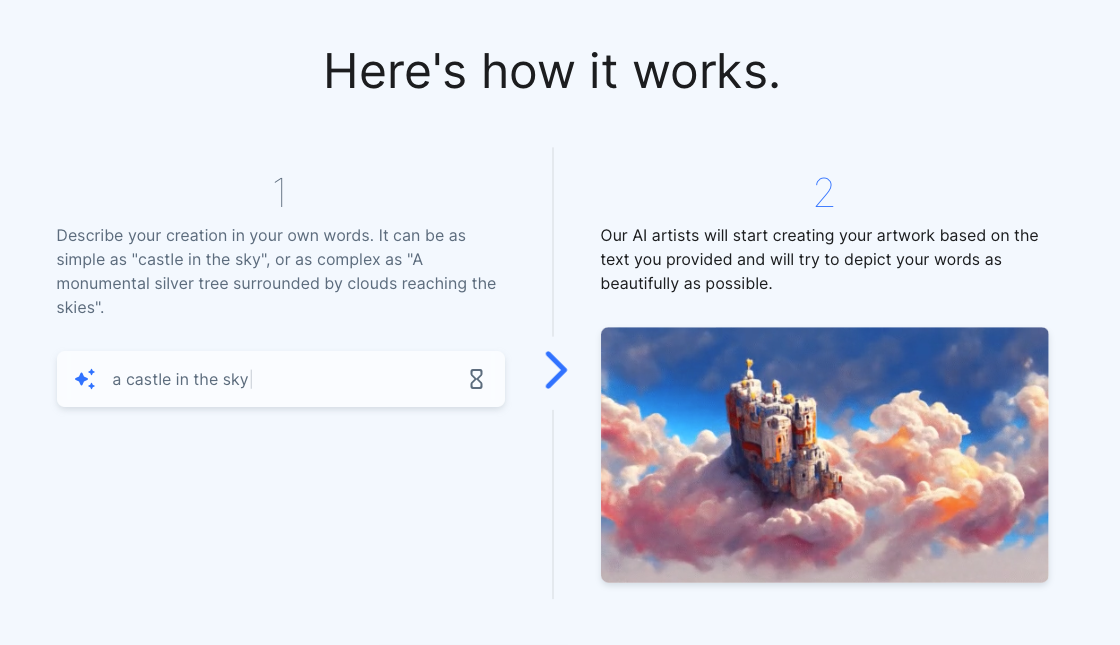 Here's how it works.
1
Describe your creation in your own words. It can be as
simple as "castle in the sky", or as complex as "A
monumental silver tree surrounded by clouds reaching the
skies".
a castle in the sky
2
Our AI artists will start creating your artwork based on the
text you provided and will try to depict your words as
beautifully as possible.